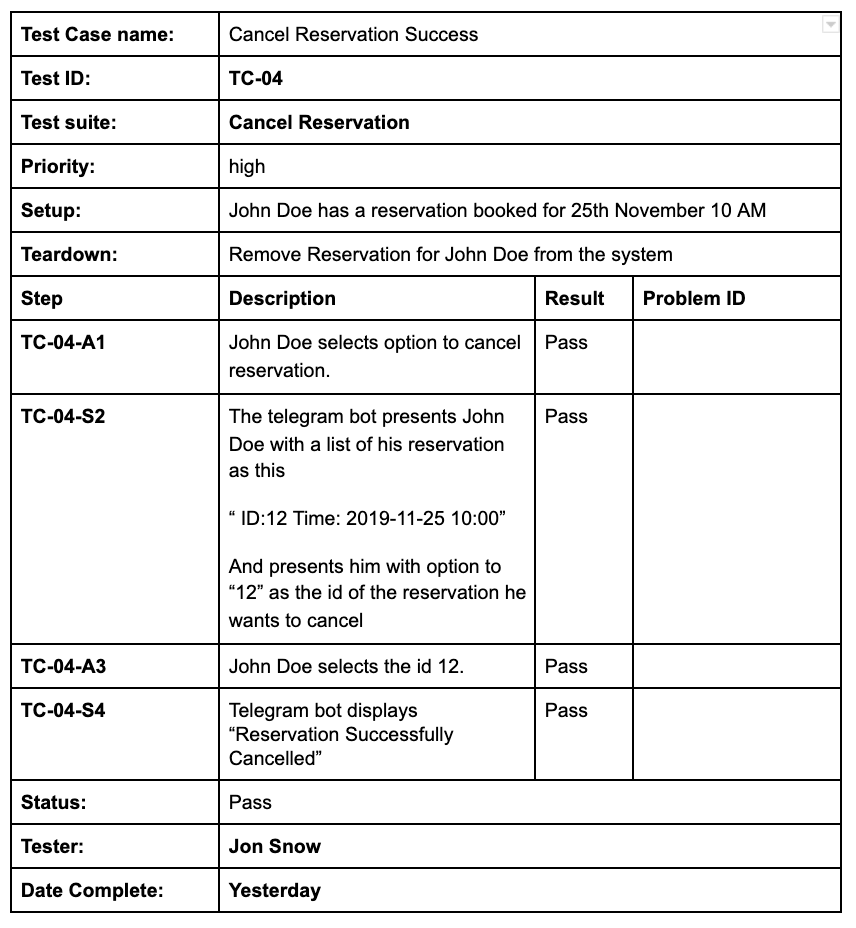 Test Case name: Cancel Reservation Success
Test ID: TC-04
Test suite: Cancel Reservation
Priority: high
Setup: John Doe has a reservation booked for 25th November 10 AM
Teardown: Remove Reservation for John Doe from the system
Step Description Result Problem ID
TC-04-A1 John Doe selects option to cancel Pass
reservation.
TC-04-S2 The telegram bot presents John Pass
Doe with a list of his reservation
as this
“ ID:12 Time: 2019-11-25 10:00”
And presents him with option to
“12” as the id of the reservation he
wants to cancel
TC-04-A3 John Doe selects the id 12. Pass
TC-04-S4 Telegram bot displays Pass
“Reservation Successfully
Cancelled”
Status: Pass
Tester: Jon Snow
Date Complete: Yesterday